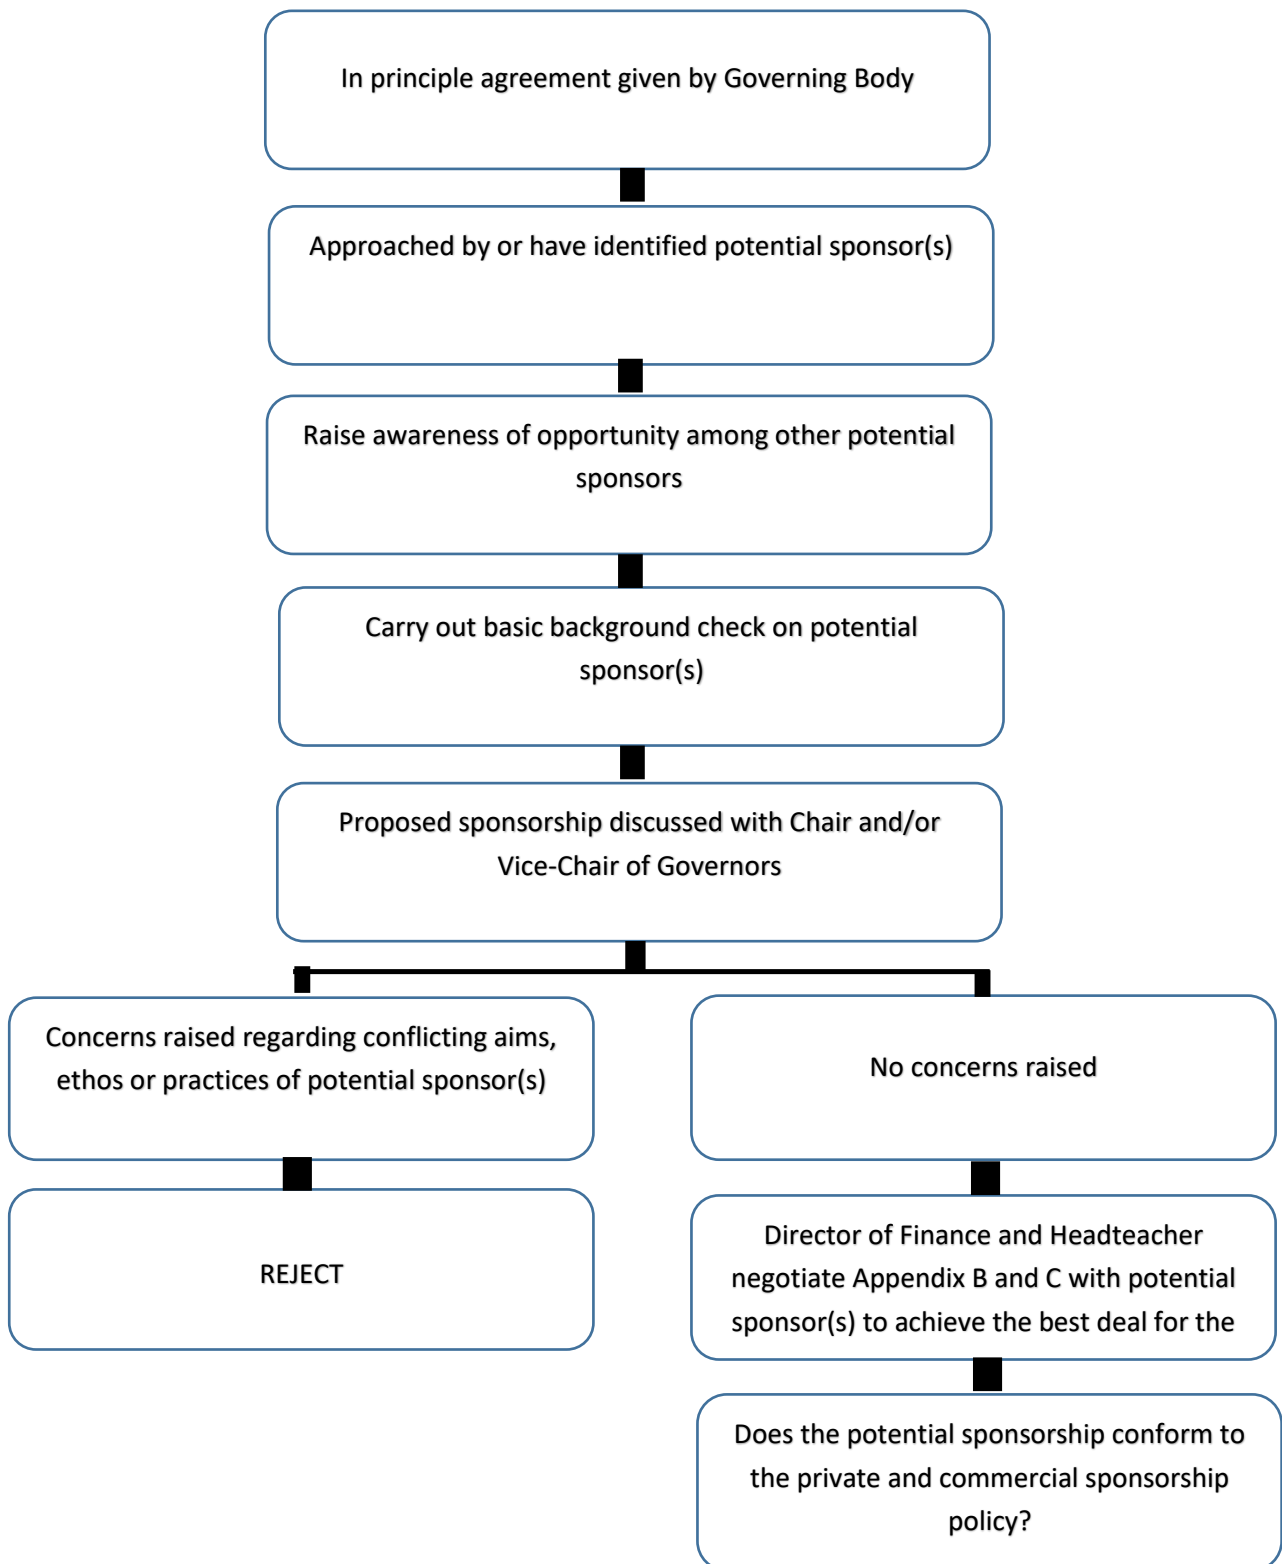 In principle agreement given by Governing Body
Approached by or have identified potential sponsor(s)
Raise awareness of opportunity among other potential
sponsors
Carry out basic background check on potential
sponsor(s)
Proposed sponsorship discussed with Chair and/or
Vice-Chair of Governors
Concerns raised regarding conflicting aims,
ethos or practices of potential sponsor(s)
No concerns raised
REJECT
Director of Finance and Headteacher
negotiate Appendix B and C with potential
sponsor(s) to achieve the best deal for the
Does the potential sponsorship conform to
the private and commercial sponsorship
policy?